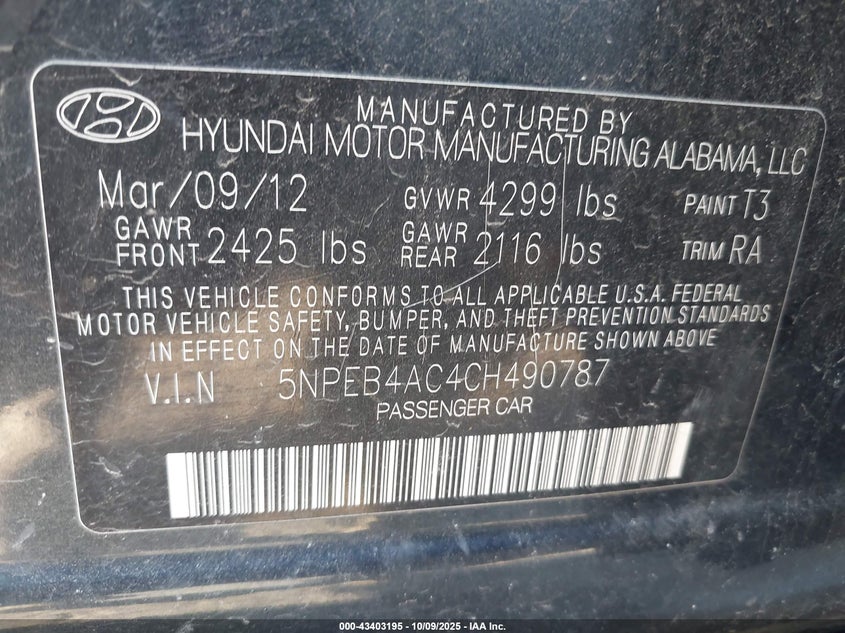 MANUFACTURED BY
HYUNDAI MOTOR MANUFACTURING ALABAMA, LLC
Mar/09/12 GVWR 4299 lbs PAINT T3
GAWR FRONT 2425 lbs GAWR REAR 2116 lbs TRIM RA
THIS VEHICLE CONFORMS TO ALL APPLICABLE U.S.A. FEDERAL
MOTOR VEHICLE SAFETY, BUMPER, AND THEFT PREVENTION STANDARDS
IN EFFECT ON THE DATE OF MANUFACTURE SHOWN ABOVE
V.I.N 5NPEB4AC4CH490787
PASSENGER CAR
000-43403195 - 10/09/2025 - IAA Inc.